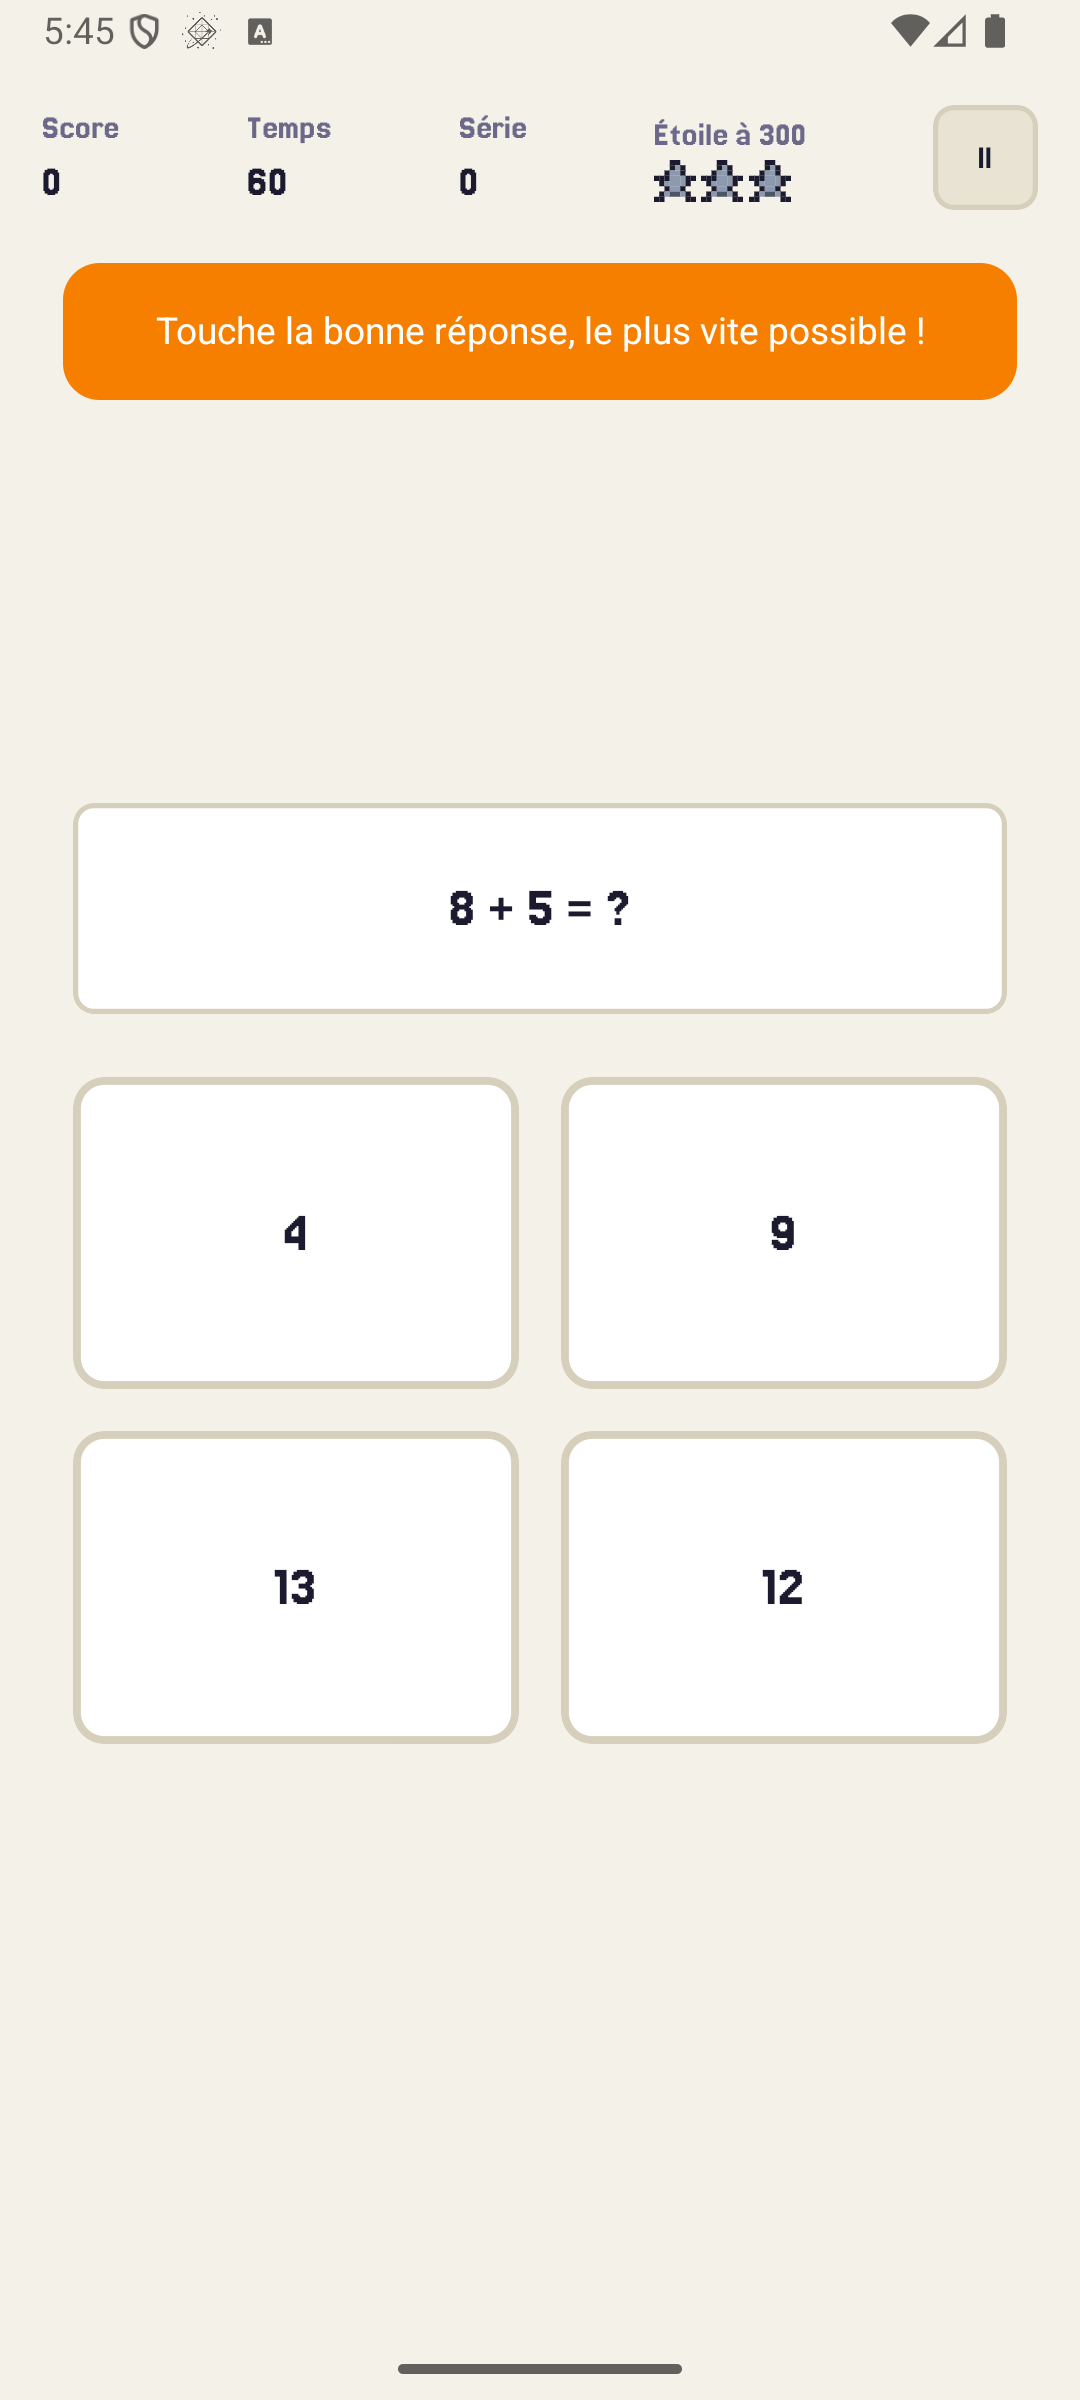 5:45
Score
0
Temps
60
Série
0
Étoile à 300
Touche la bonne réponse, le plus vite possible !
8 + 5 = ?
4
9
13
12